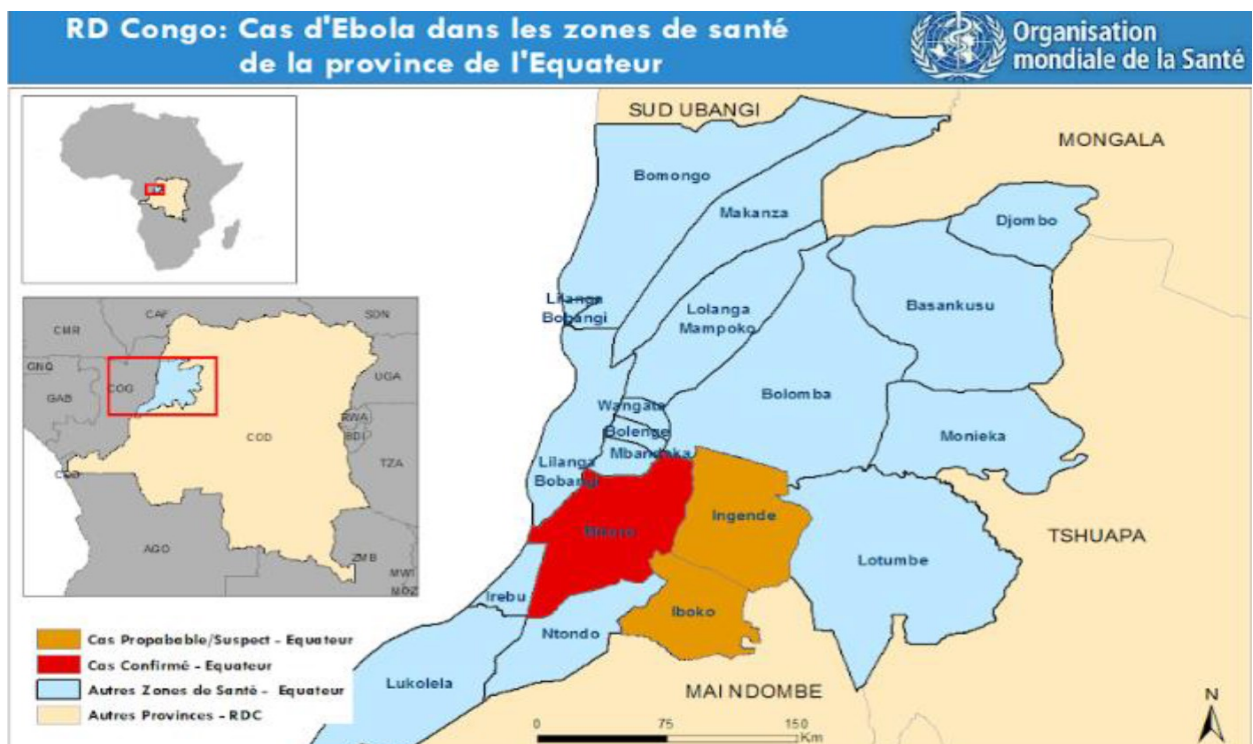 RD Congo: Cas d'Ebola dans les zones de santé
de la province de l'Equateur
Organisation
mondiale de la Santé
SUD UBANGI
MONGALA
Bomongo
Makanza
Djombo
Lilanga
Bobangi
Lolanga
Mampoko
Basankusu
Wangata
Bolenge
Mbandaka
Bolomba
Monieka
Lilanga
Bobangi
Bikoro
Ingende
TSHUAPA
Lotumbe
Irebu
Iboko
Ntondo
Lukolela
MAI NDOMBE
CAF
SDN
CMR
GNQ
COG
GAB
UGA
RWA
BDI
COD
TZA
AGO
ZMB
MWI
MOZ
Cas Propabable/Suspect - Equateur
Cas Confirmé - Equateur
Autres Zones de Santé - Equateur
Autres Provinces - RDC
0 75 150
Km
N